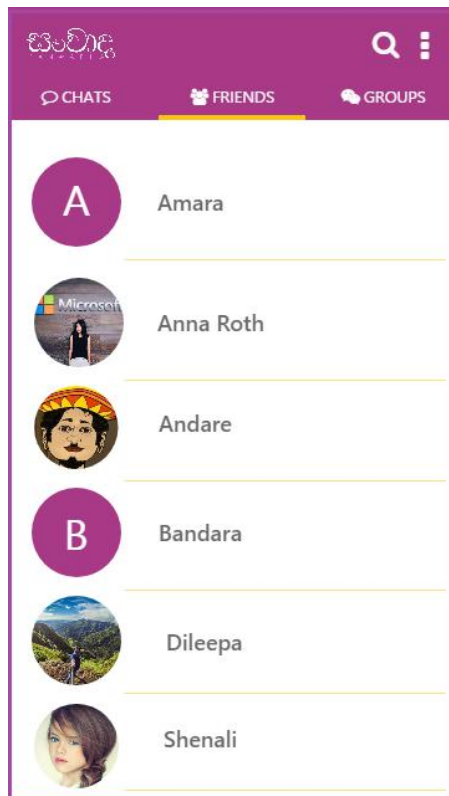 සංවාද
CHATS FRIENDS GROUPS
A Amara
Microsoft
Anna Roth
Andare
B Bandara
Dileepa
Shenali